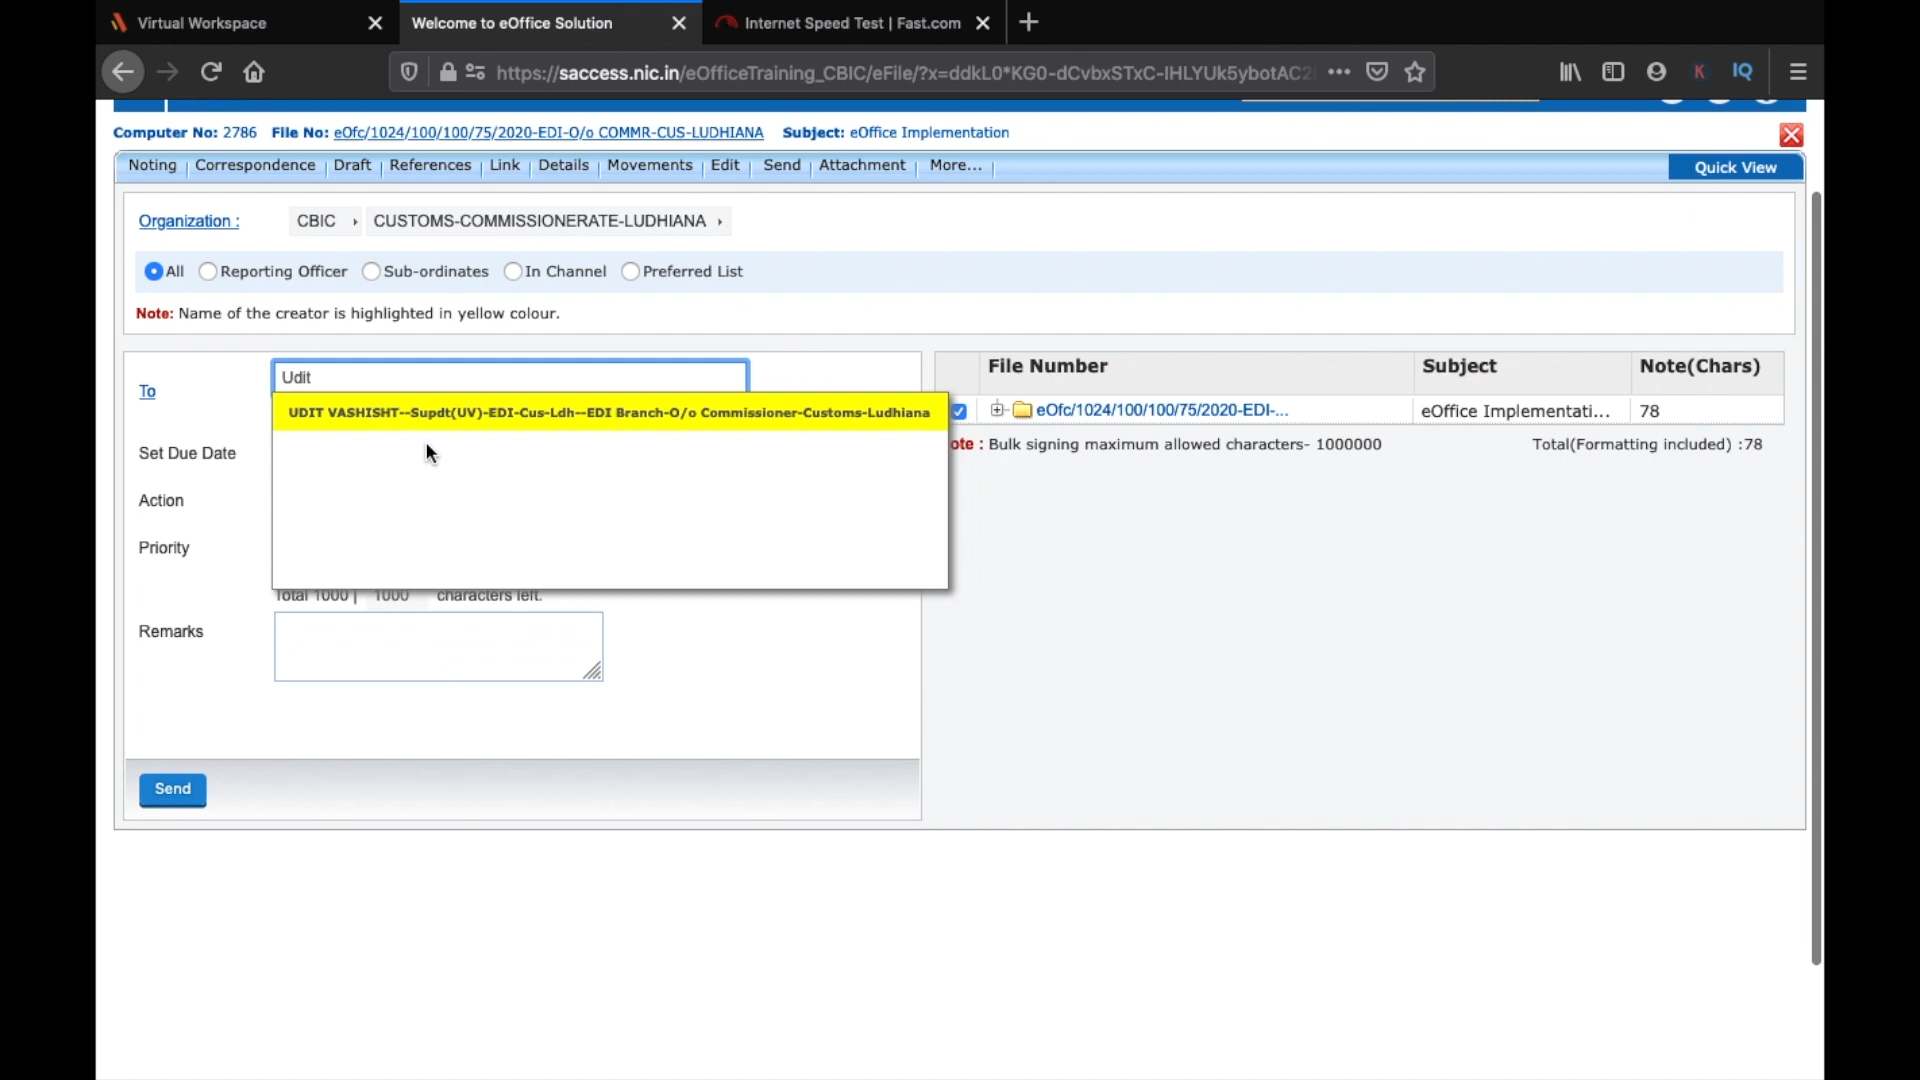 Virtual Workspace
Welcome to eOffice Solution
Internet Speed Test | Fast.com
https://saccess.nic.in/eOfficeTraining_CBIC/eFile/?x=ddkL0*KG0-dCvbxSTxC-IHLYUk5ybotAC2
K
IQ
Computer No: 2786 File No: eOfc/1024/100/100/75/2020-EDI-O/o COMMR-CUS-LUDHIANA Subject: eOffice Implementation
Noting Correspondence Draft References Link Details Movements Edit Send Attachment More... Quick View
Organization : CBIC CUSTOMS-COMMISSIONERATE-LUDHIANA
All Reporting Officer Sub-ordinates In Channel Preferred List
Note: Name of the creator is highlighted in yellow colour.
To Udit
UDIT VASHISHT--Supdt(UV)-EDI-Cus-Ldh--EDI Branch-O/o Commissioner-Customs-Ludhiana
Set Due Date
Action
Priority
Total 1000 | 1000 characters left.
Remarks
Send
File Number Subject Note(Chars)
eOfc/1024/100/100/75/2020-EDI-... eOffice Implementati... 78
ote : Bulk signing maximum allowed characters- 1000000 Total(Formatting included) :78